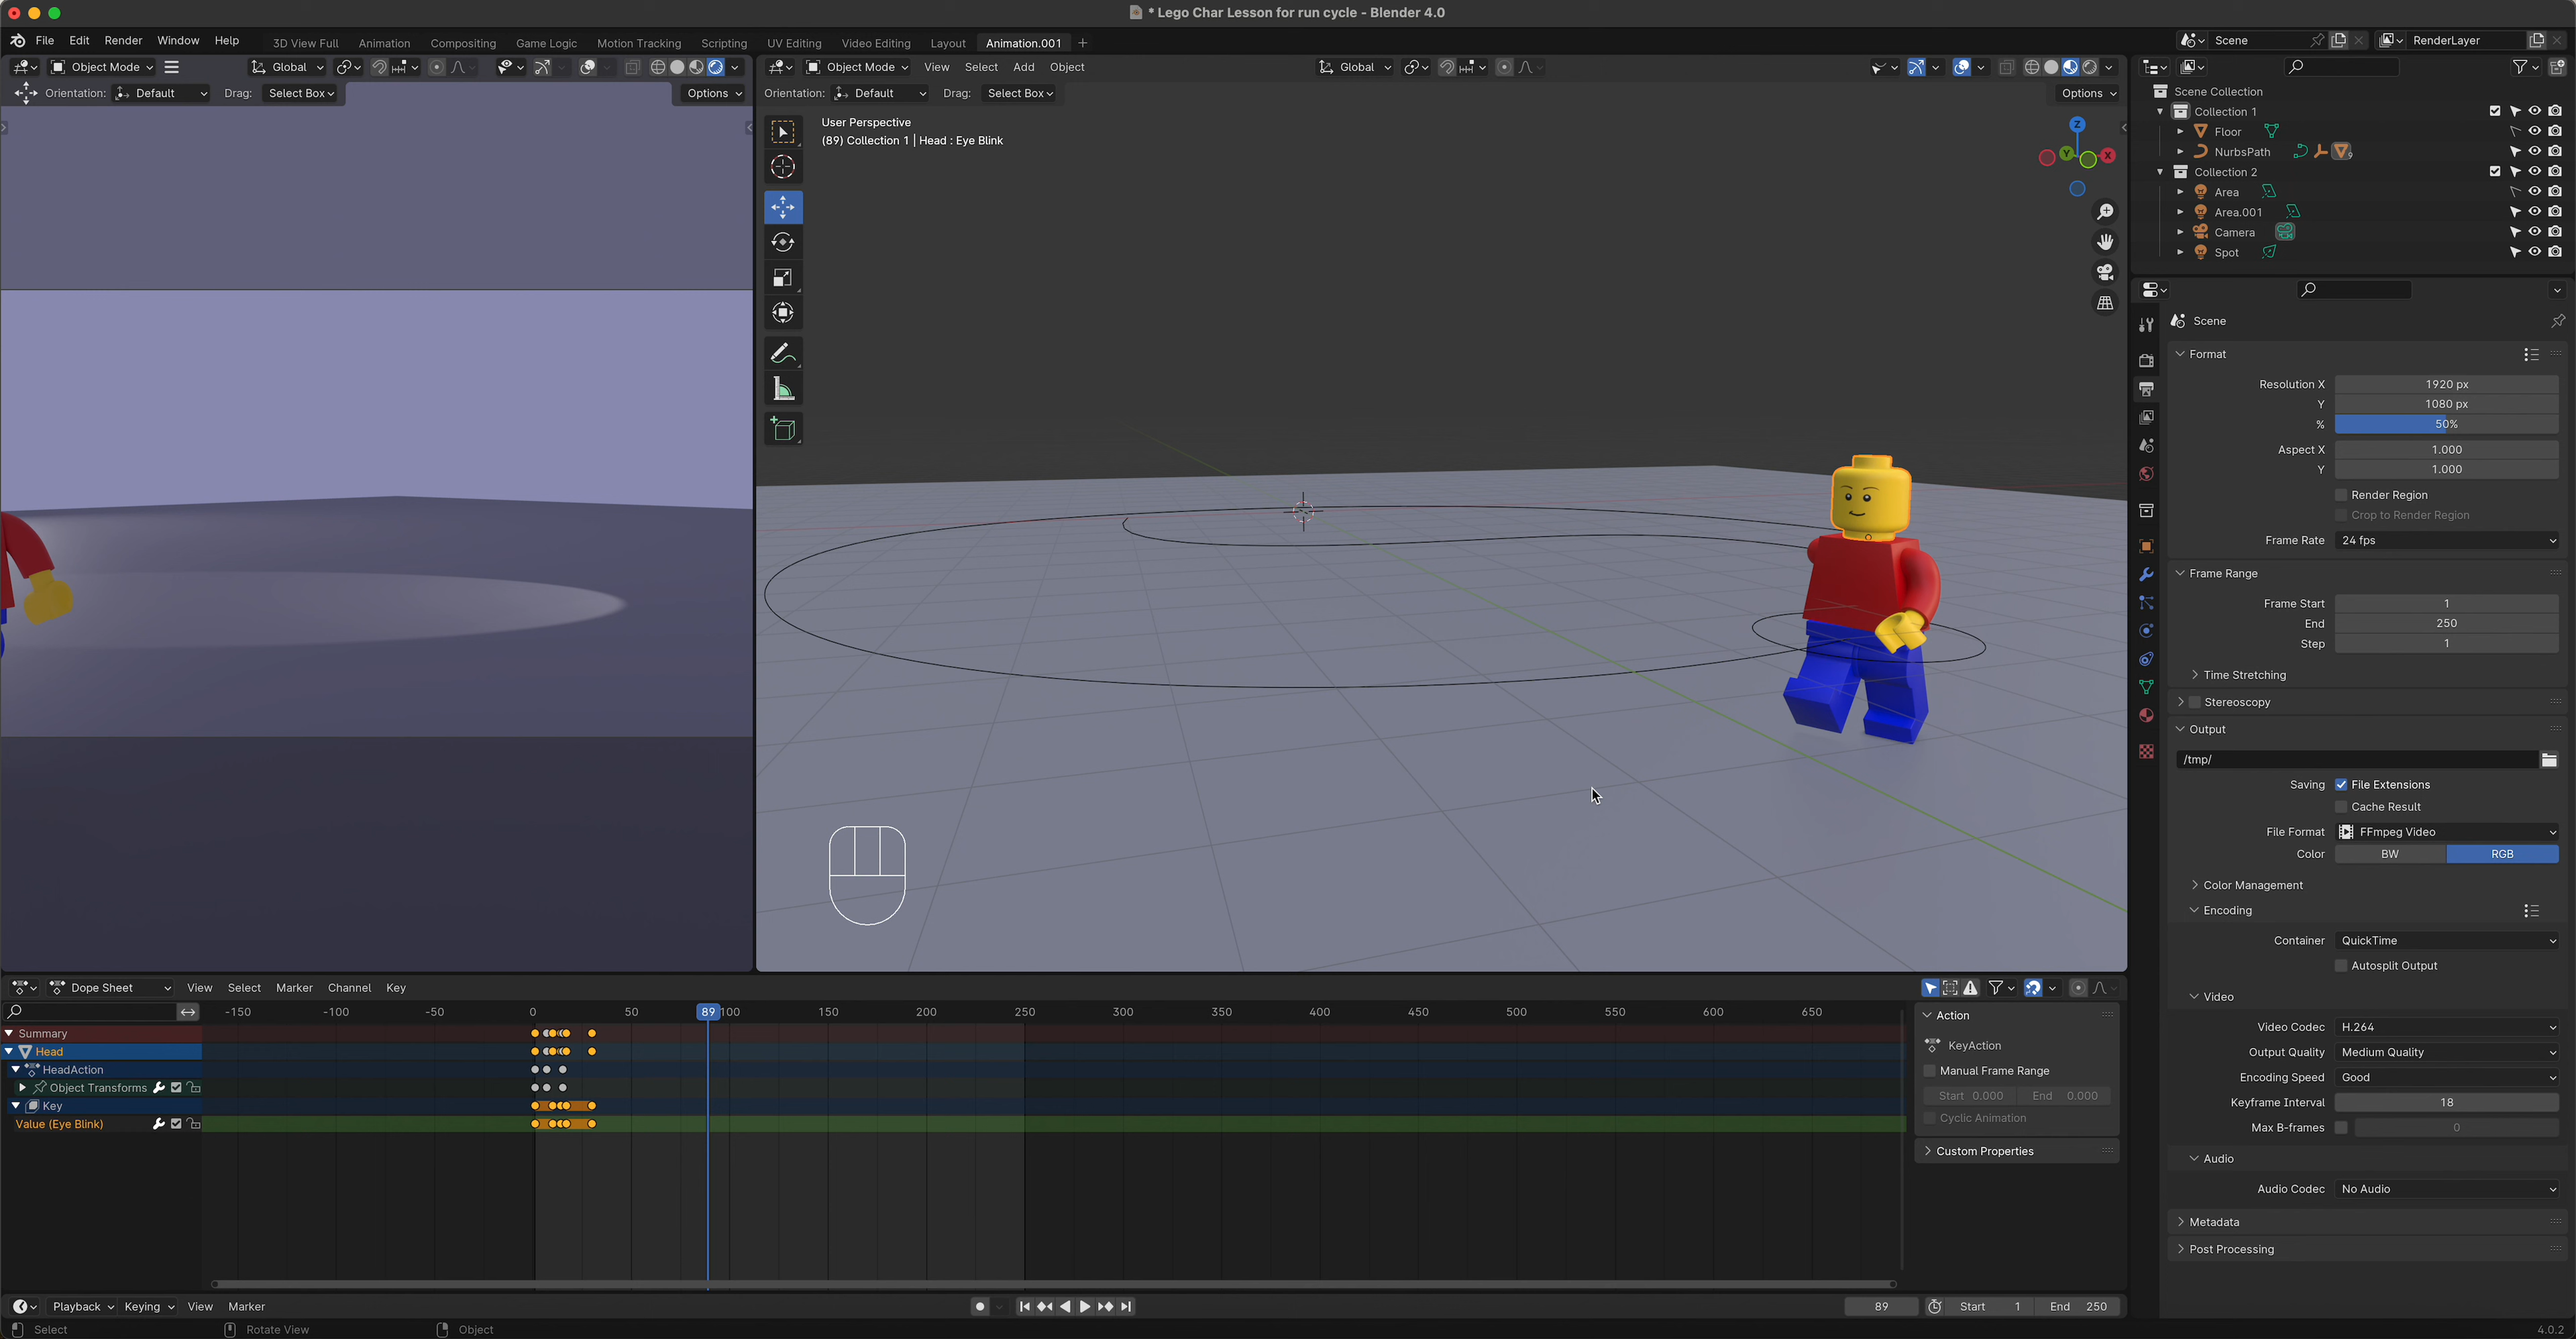 * Lego Char Lesson for run cycle - Blender 4.0
File Edit Render Window Help 3D View Full Animation Compositing Game Logic Motion Tracking Scripting UV Editing Video Editing Layout Animation.001 +
Scene RenderLayer
Object Mode Global
Orientation: Default Drag: Select Box Options
Object Mode View Select Add Object Global
Orientation: Default Drag: Select Box Options
User Perspective
(89) Collection 1 | Head : Eye Blink
Z
Y
X
Scene Collection
Collection 1
Floor
NurbsPath
9
Collection 2
Area
Area.001
Camera
Spot
Scene
Format
Resolution X 1920 px
Y 1080 px
% 50%
Aspect X 1.000
Y 1.000
Render Region
Crop to Render Region
Frame Rate 24 fps
Frame Range
Frame Start 1
End 250
Step 1
Time Stretching
Stereoscopy
Output
/tmp/
Saving File Extensions
Cache Result
File Format FFmpeg Video
Color BW RGB
Color Management
Encoding
Container QuickTime
Autosplit Output
Video
Video Codec H.264
Output Quality Medium Quality
Encoding Speed Good
Keyframe Interval 18
Max B-frames 0
Audio
Audio Codec No Audio
Metadata
Post Processing
Dope Sheet View Select Marker Channel Key
-150 -100 -50 0 50 89 100 150 200 250 300 350 400 450 500 550 600 650
Summary
Head
HeadAction
Object Transforms
Key
Value (Eye Blink)
Action
KeyAction
Manual Frame Range
Start 0.000 End 0.000
Cyclic Animation
Custom Properties
Playback Keying View Marker
89 Start 1 End 250
Select Rotate View Object
4.0.2